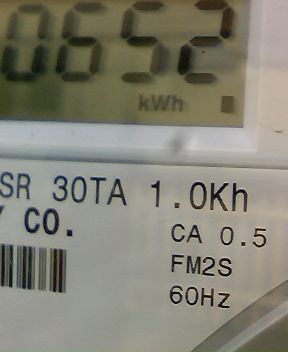 0652
kWh
SR 30TA 1.0Kh
Y CO.
CA 0.5
FM2S
60Hz